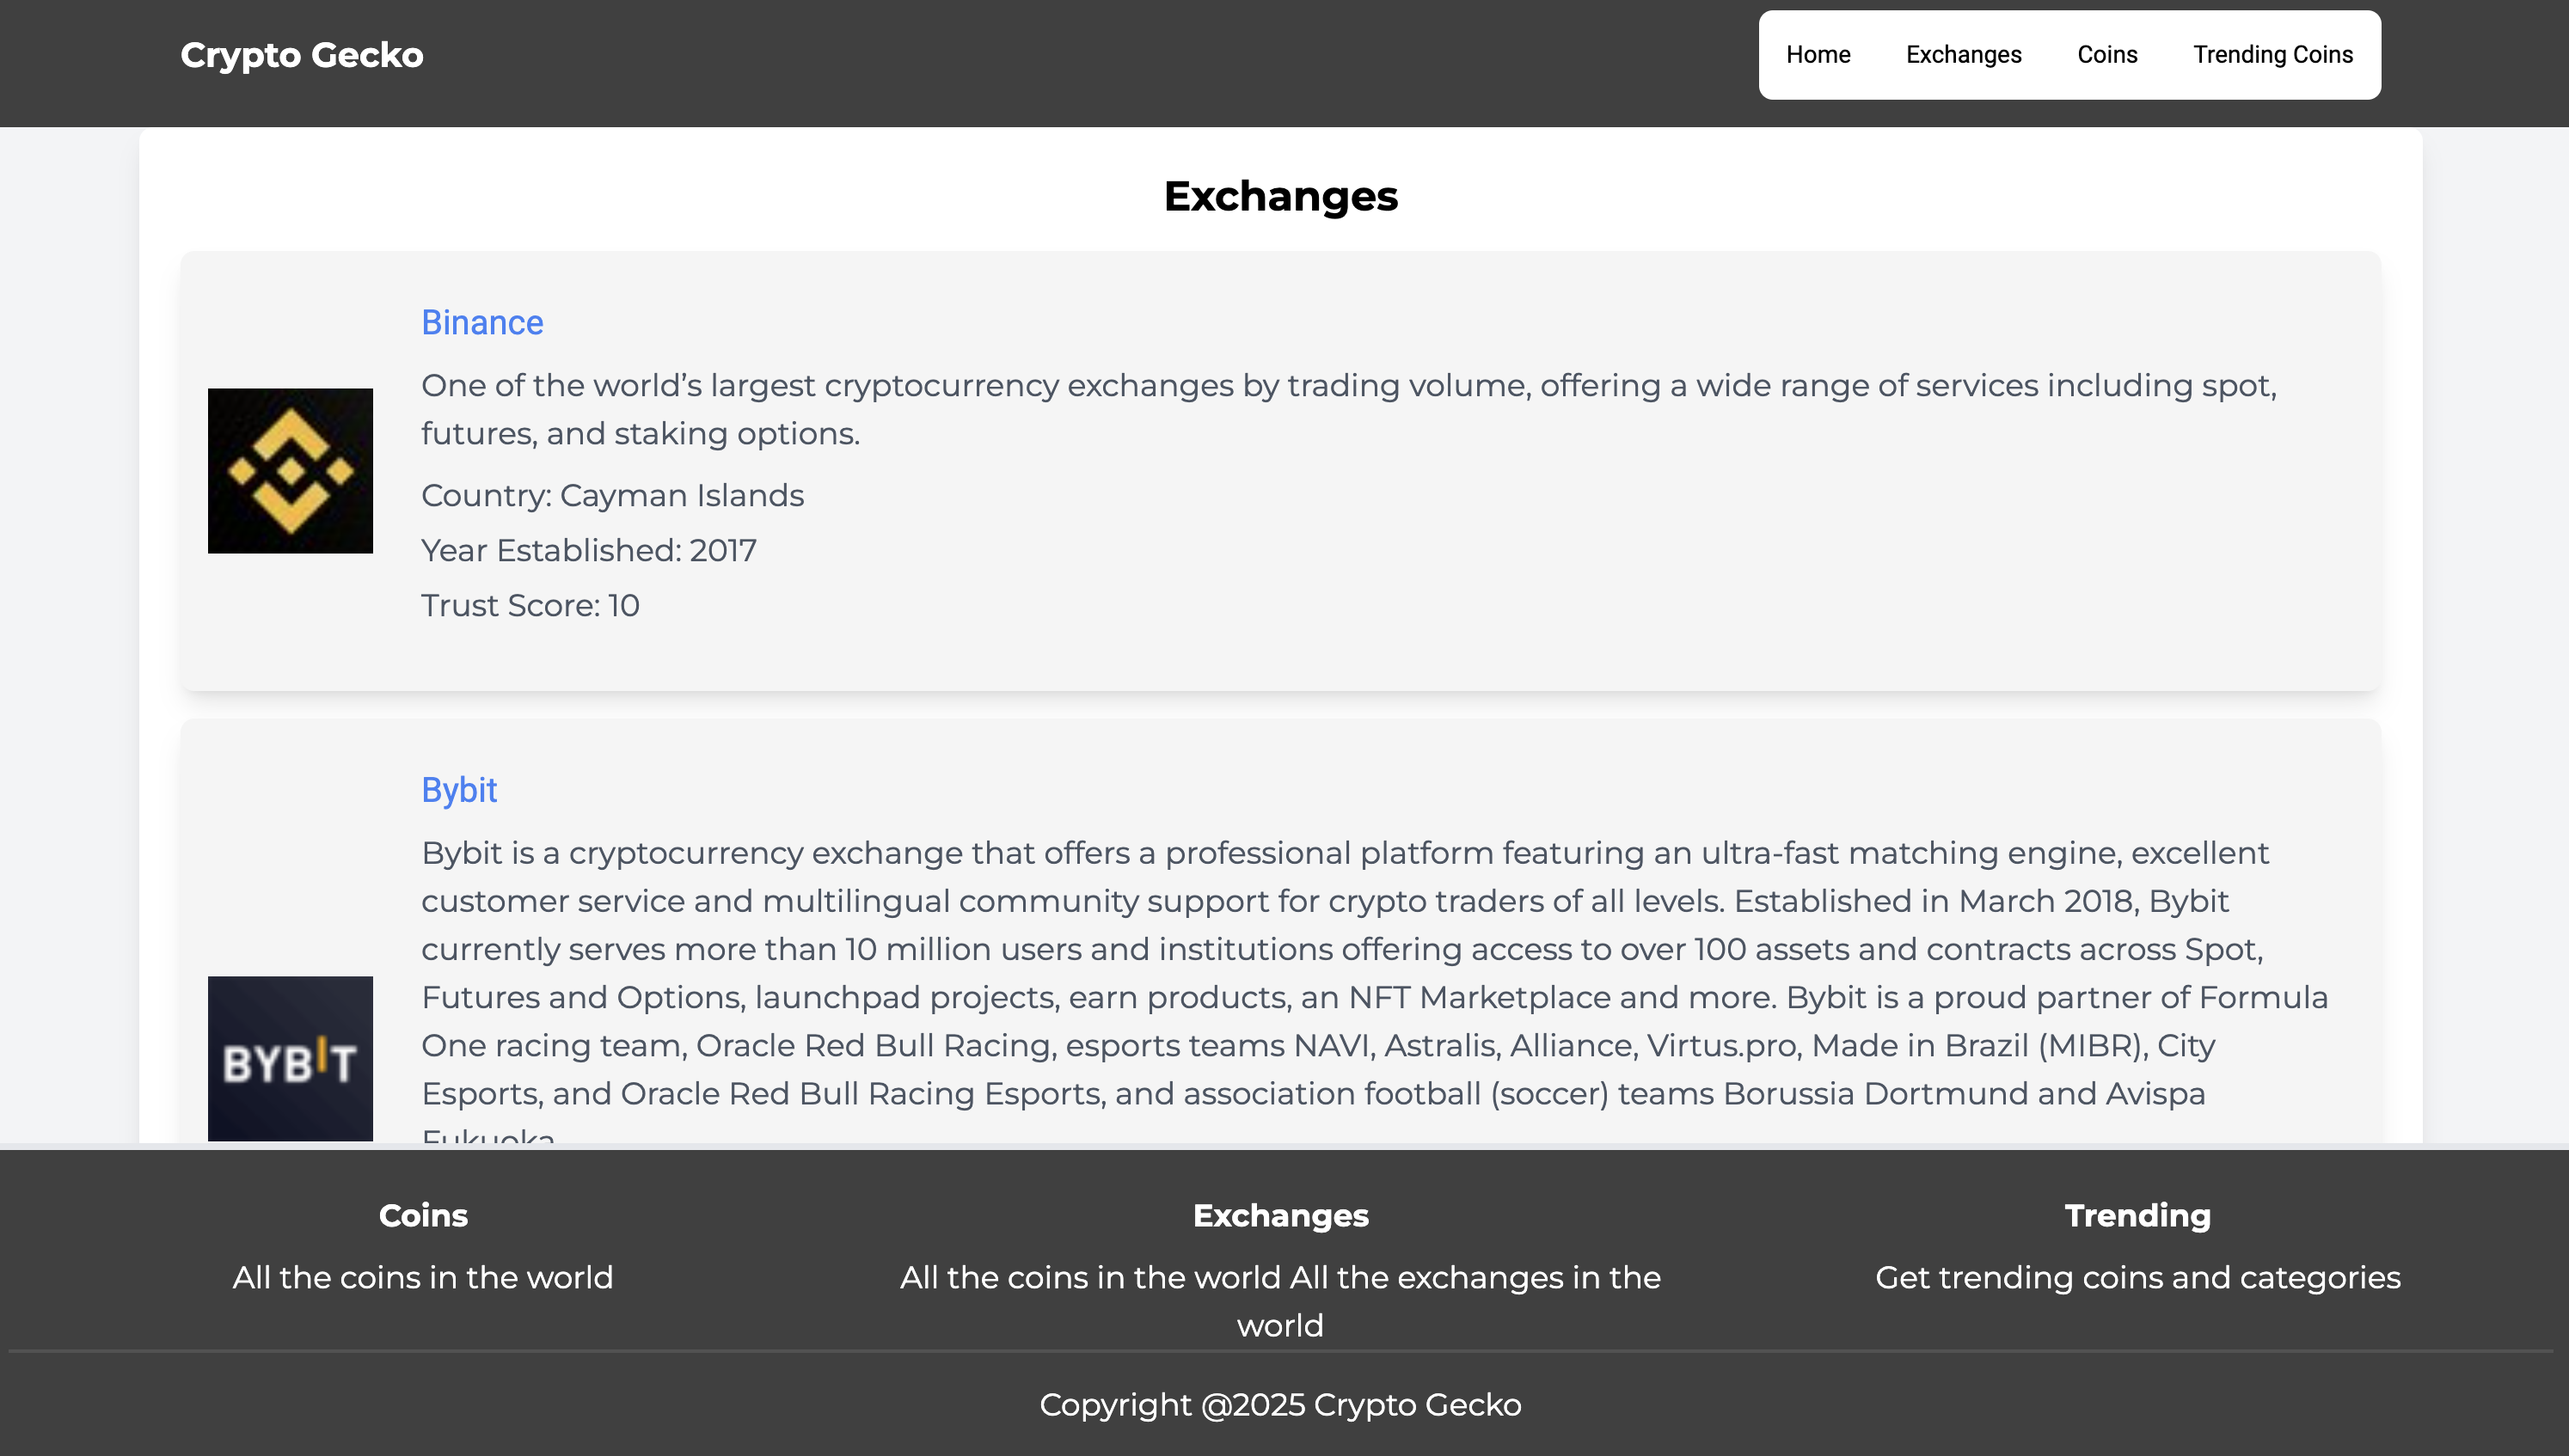 Crypto Gecko
Home Exchanges Coins Trending Coins
Exchanges
Binance
One of the world’s largest cryptocurrency exchanges by trading volume, offering a wide range of services including spot,
futures, and staking options.
Country: Cayman Islands
Year Established: 2017
Trust Score: 10
Bybit
Bybit is a cryptocurrency exchange that offers a professional platform featuring an ultra-fast matching engine, excellent
customer service and multilingual community support for crypto traders of all levels. Established in March 2018, Bybit
currently serves more than 10 million users and institutions offering access to over 100 assets and contracts across Spot,
Futures and Options, launchpad projects, earn products, an NFT Marketplace and more. Bybit is a proud partner of Formula
One racing team, Oracle Red Bull Racing, esports teams NAVI, Astralis, Alliance, Virtus.pro, Made in Brazil (MIBR), City
Esports, and Oracle Red Bull Racing Esports, and association football (soccer) teams Borussia Dortmund and Avispa
Fukuoka
BYBIT
Coins
All the coins in the world
Exchanges
All the coins in the world All the exchanges in the
world
Trending
Get trending coins and categories
Copyright @2025 Crypto Gecko